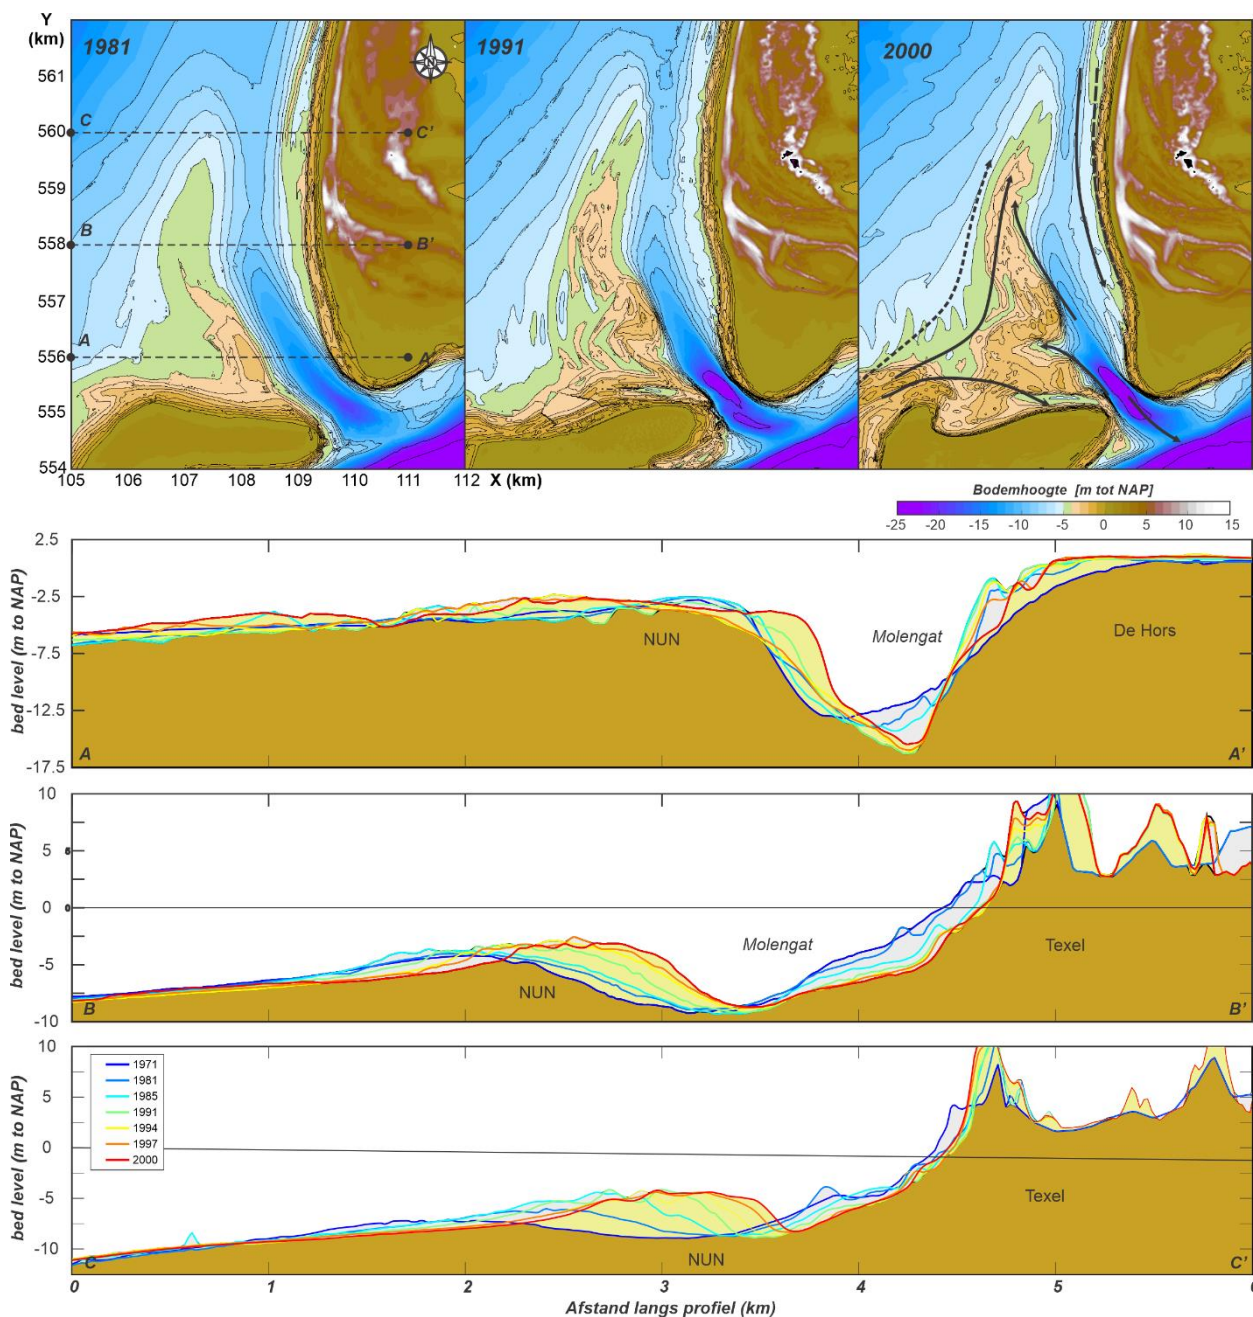 Y
(km)
1981
1991
2000
N
561
560
559
558
557
556
555
554
C
C'
B
B'
A
A'
105
106
107
108
109
110
111
112
X (km)
Bodemhoogte [m tot NAP]
-25
-20
-15
-10
-5
0
5
10
15
bed level (m to NAP)
2.5
-2.5
-7.5
-12.5
-17.5
NUN
Molengat
De Hors
A
A'
bed level (m to NAP)
10
5
0
-5
-10
Molengat
NUN
Texel
B
B'
bed level (m to NAP)
10
5
0
-5
-10
1971
1981
1985
1991
1994
1997
2000
Texel
NUN
C
C'
0
1
2
3
4
5
6
Afstand langs profiel (km)